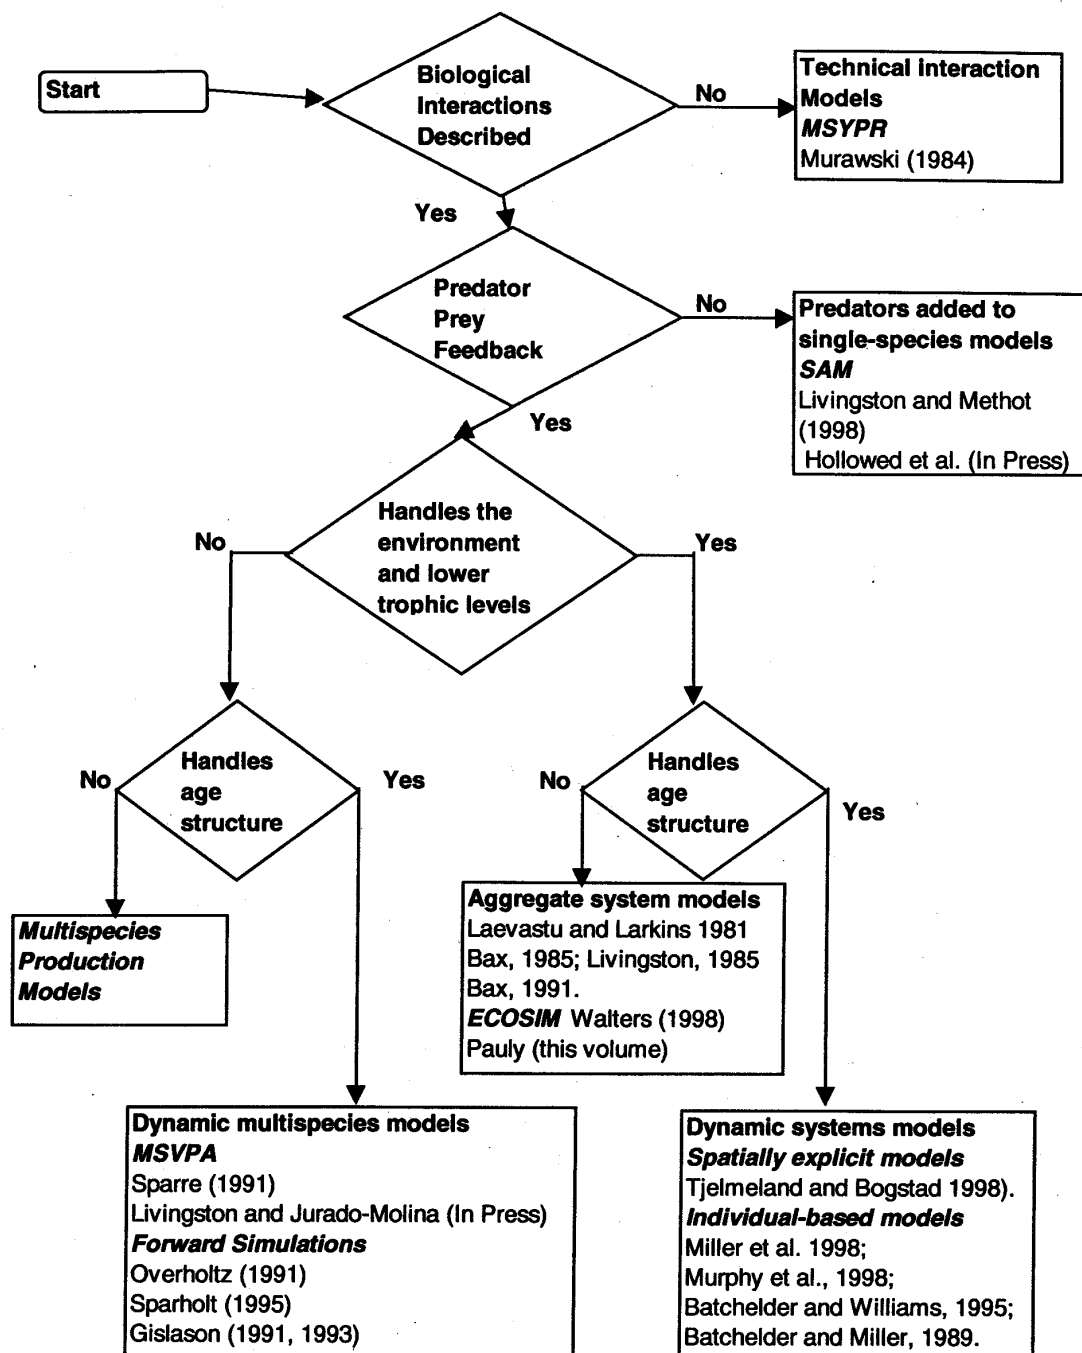 Start
Biological
Interactions
Described
No
Technical interaction
Models
MSYPR
Murawski (1984)
Yes
Predator
Prey
Feedback
No
Predators added to
single-species models
SAM
Livingston and Methot
(1998)
Hollowed et al. (In Press)
Yes
Handles the
environment
and lower
trophic levels
No
Yes
Handles
age
structure
No
Yes
Handles
age
structure
No
Yes
Multispecies
Production
Models
Aggregate system models
Laevastu and Larkins 1981
Bax, 1985; Livingston, 1985
Bax, 1991.
ECOSIM Walters (1998)
Pauly (this volume)
Dynamic multispecies models
MSVPA
Sparre (1991)
Livingston and Jurado-Molina (In Press)
Forward Simulations
Overholtz (1991)
Sparholt (1995)
Gislason (1991, 1993)
Dynamic systems models
Spatially explicit models
Tjelmeland and Bogstad 1998).
Individual-based models
Miller et al. 1998;
Murphy et al., 1998;
Batchelder and Williams, 1995;
Batchelder and Miller, 1989.